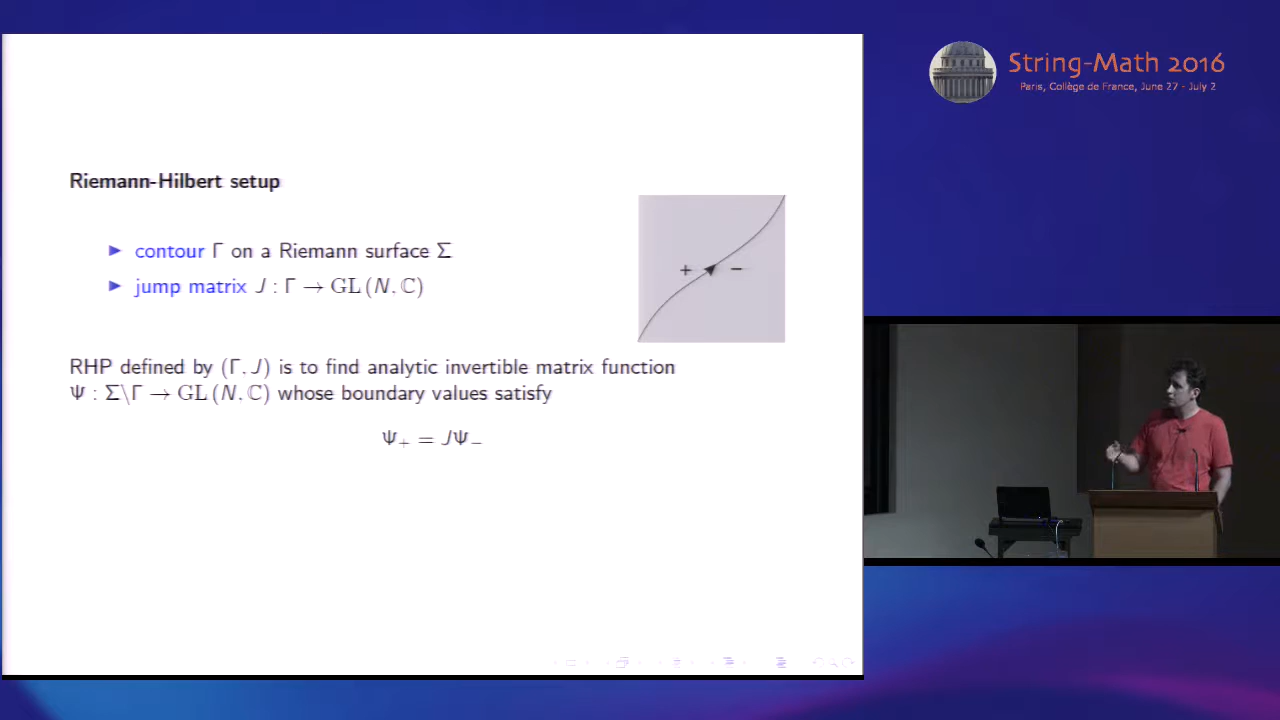 String-Math 2016
Paris, Collège de France, June 27 - July 2
Riemann-Hilbert setup
▶ contour Γ on a Riemann surface Σ
▶ jump matrix J : Γ → GL (N, ℂ)
+ −
RHP defined by (Γ, J) is to find analytic invertible matrix function
Ψ : Σ\Γ → GL (N, ℂ) whose boundary values satisfy
Ψ₊ = JΨ₋